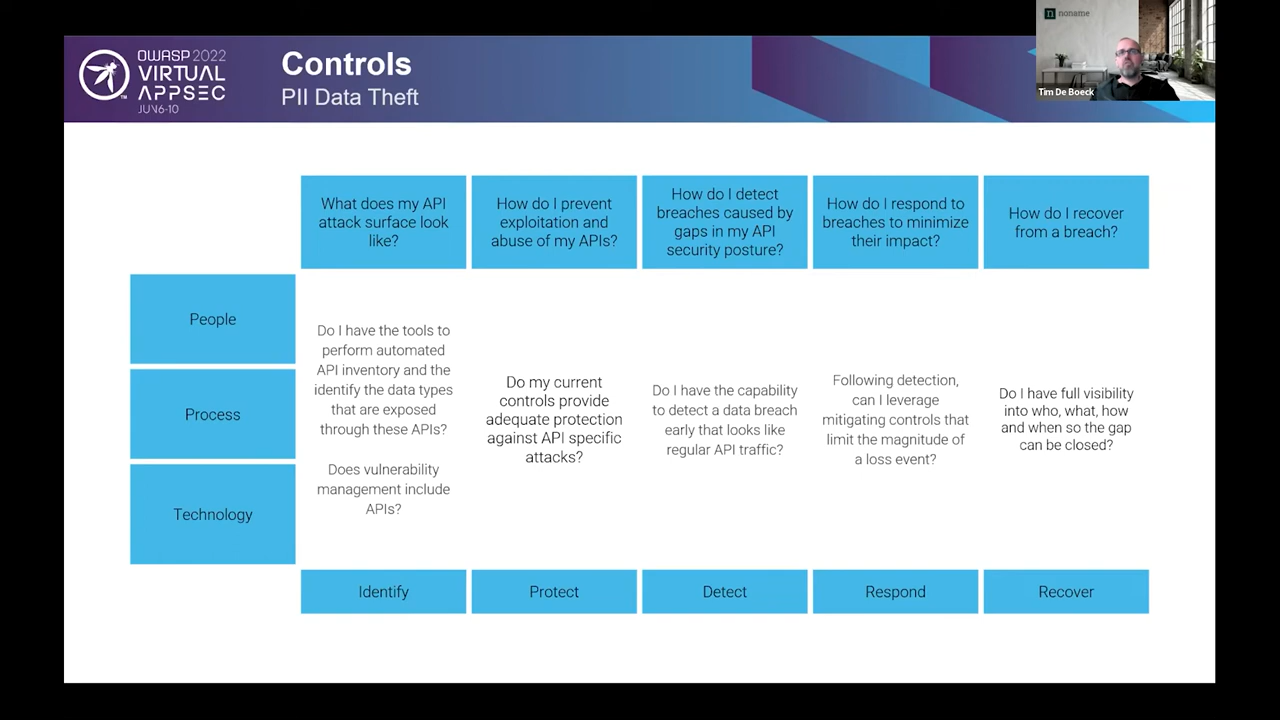 OWASP 2022
VIRTUAL
APPSEC
JUN 6-10
TM
Controls
PII Data Theft
n noname
Tim De Boeck
What does my API
attack surface look
like?
How do I prevent
exploitation and
abuse of my APIs?
How do I detect
breaches caused by
gaps in my API
security posture?
How do I respond to
breaches to minimize
their impact?
How do I recover
from a breach?
People
Process
Technology
Do I have the tools to
perform automated
API inventory and the
identify the data types
that are exposed
through these APIs?
Does vulnerability
management include
APIs?
Do my current
controls provide
adequate protection
against API specific
attacks?
Do I have the capability
to detect a data breach
early that looks like
regular API traffic?
Following detection,
can I leverage
mitigating controls that
limit the magnitude of
a loss event?
Do I have full visibility
into who, what, how
and when so the gap
can be closed?
Identify
Protect
Detect
Respond
Recover